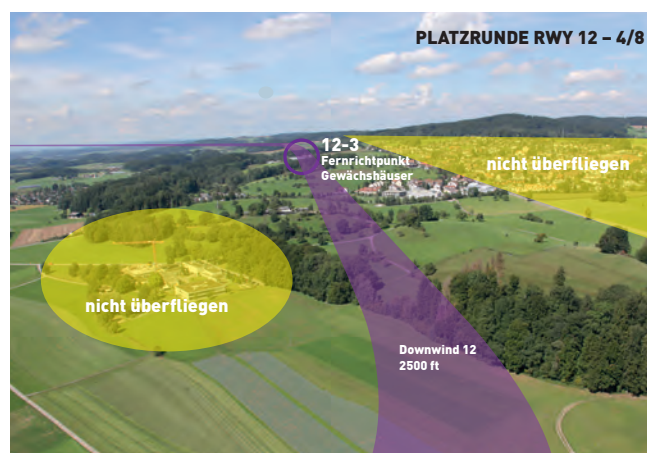 PLATZRUNDE RWY 12 – 4/8
12-3
Fernrichtpunkt
Gewächshäuser
nicht überfliegen
nicht überfliegen
Downwind 12
2500 ft